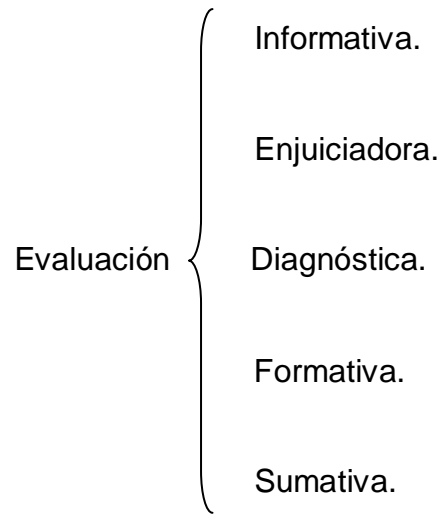 Informativa.
Enjuiciadora.
Evaluación
Diagnóstica.
Formativa.
Sumativa.